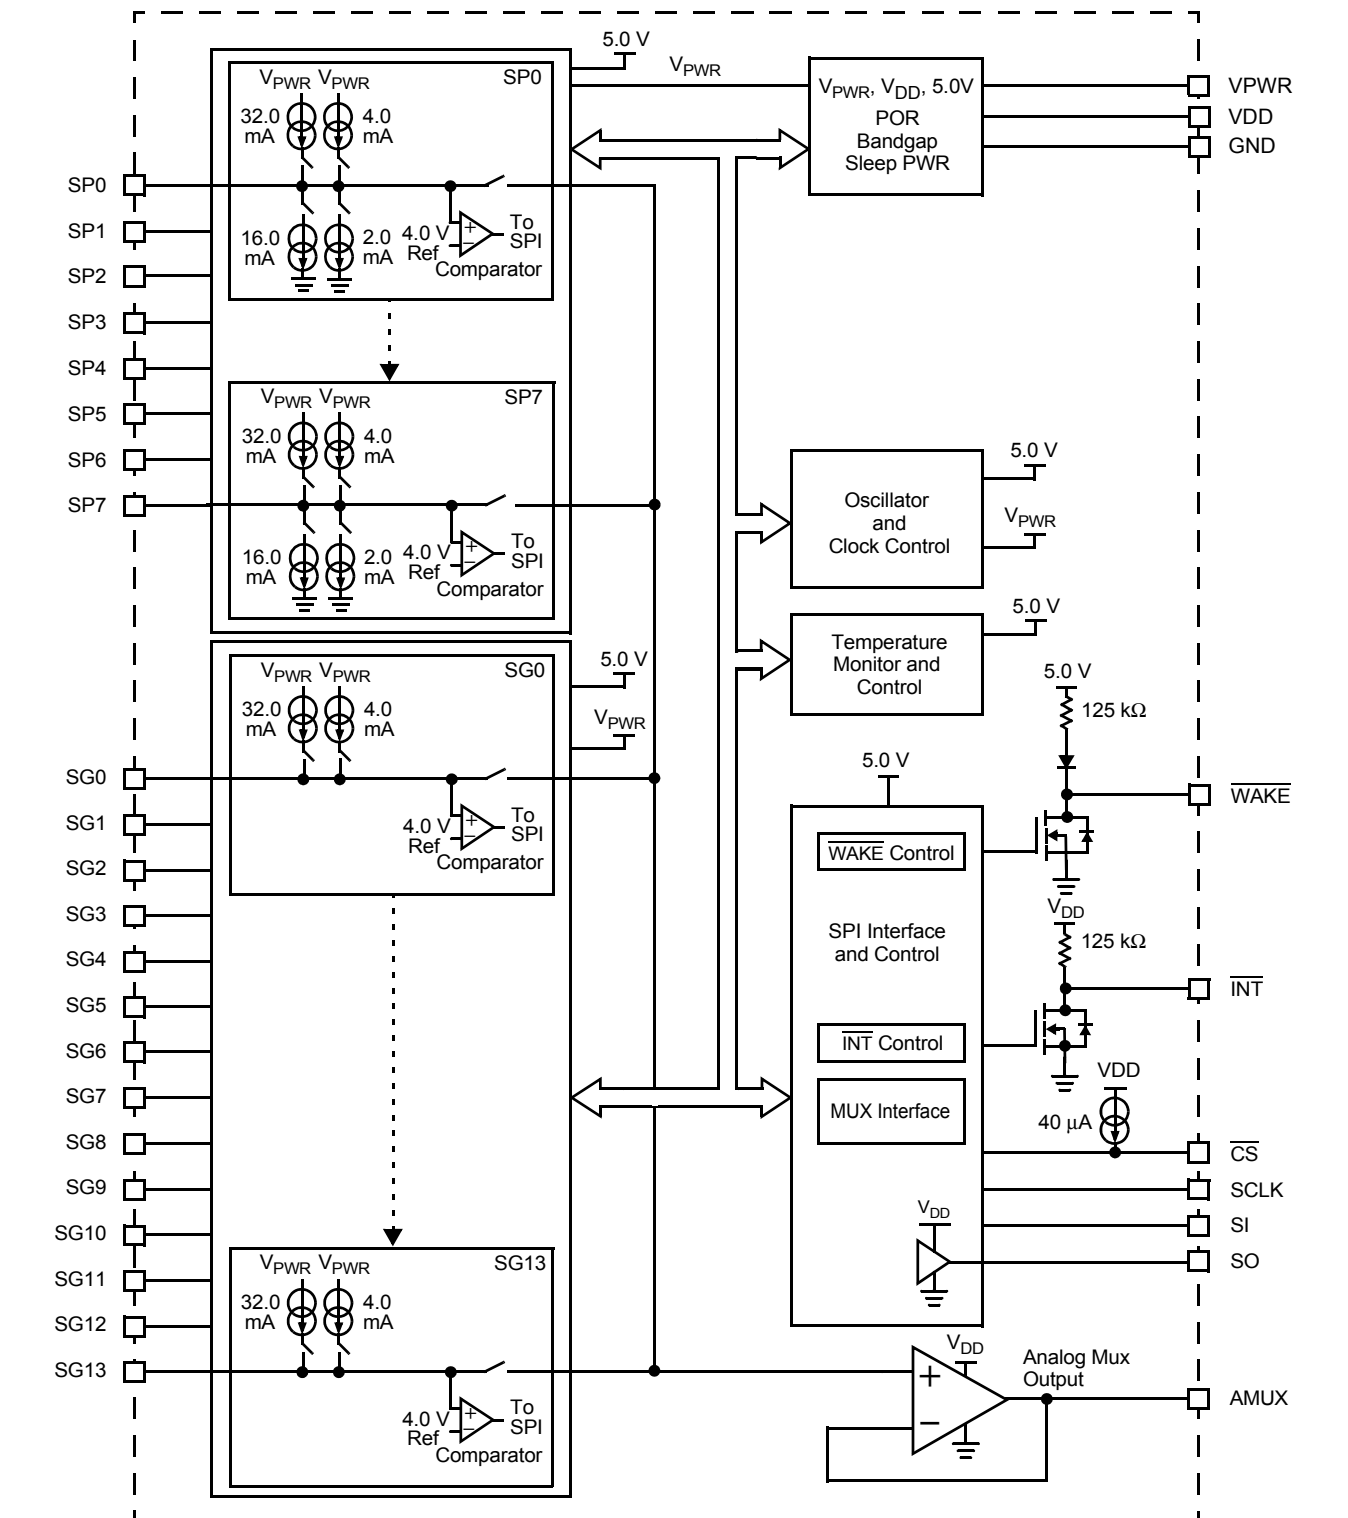 5.0 V
VPWR
VPWR VPWR SP0
32.0 mA
4.0 mA
16.0 mA
2.0 mA
4.0 V Ref
+
−
To SPI
Comparator
VPWR, VDD, 5.0V
POR
Bandgap
Sleep PWR
VPWR
VDD
GND
SP0
SP1
SP2
SP3
SP4
SP5
SP6
SP7
VPWR VPWR SP7
32.0 mA
4.0 mA
16.0 mA
2.0 mA
4.0 V Ref
+
−
To SPI
Comparator
Oscillator
and
Clock Control
5.0 V
VPWR
Temperature
Monitor and
Control
5.0 V
5.0 V
VPWR
VPWR VPWR SG0
32.0 mA
4.0 mA
4.0 V Ref
+
−
To SPI
Comparator
SG0
SG1
SG2
SG3
SG4
SG5
SG6
SG7
SG8
SG9
SG10
SG11
SG12
SG13
5.0 V
WAKE Control
SPI Interface
and Control
INT Control
MUX Interface
VDD
5.0 V
125 kΩ
WAKE
VDD
125 kΩ
INT
VDD
40 μA
CS
SCLK
SI
SO
VPWR VPWR SG13
32.0 mA
4.0 mA
4.0 V Ref
+
−
To SPI
Comparator
VDD
+
−
Analog Mux
Output
AMUX